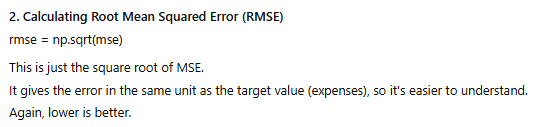 2. Calculating Root Mean Squared Error (RMSE)
rmse = np.sqrt(mse)
This is just the square root of MSE.
It gives the error in the same unit as the target value (expenses), so it's easier to understand.
Again, lower is better.